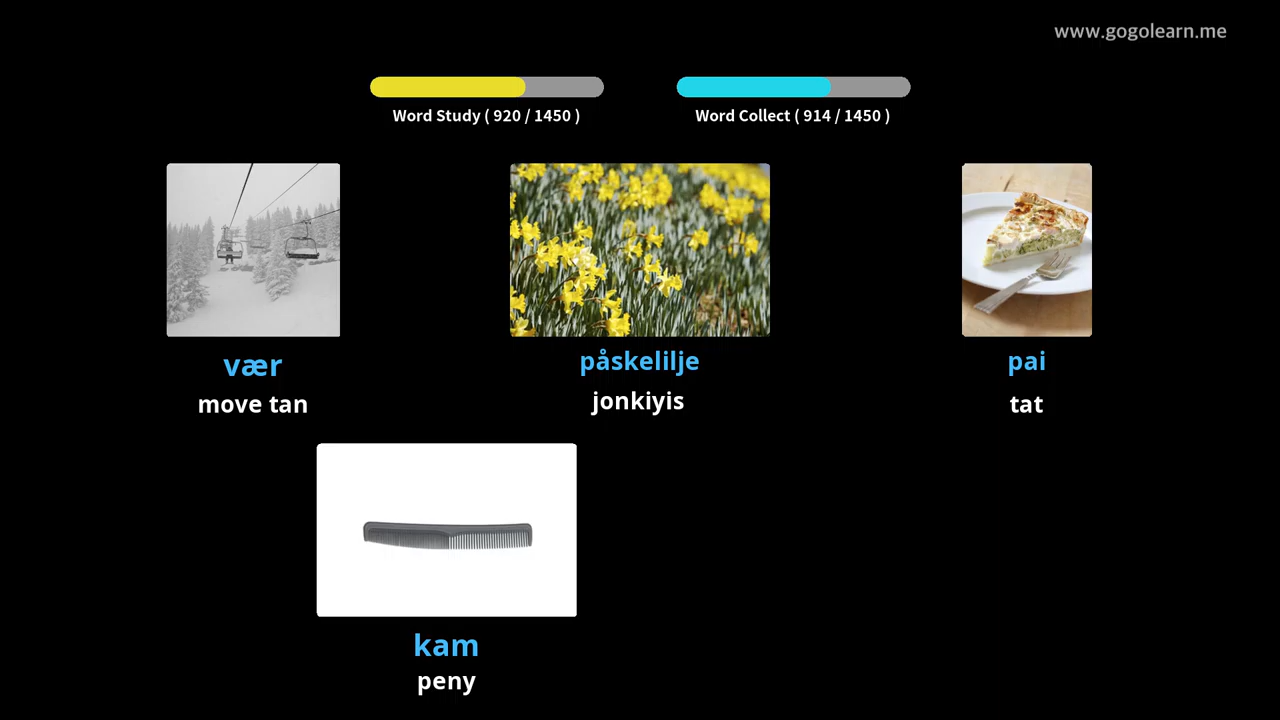 www.gogolearn.me
Word Study ( 920 / 1450 )
Word Collect ( 914 / 1450 )
vær
move tan
påskelilje
jonkiyis
pai
tat
kam
peny